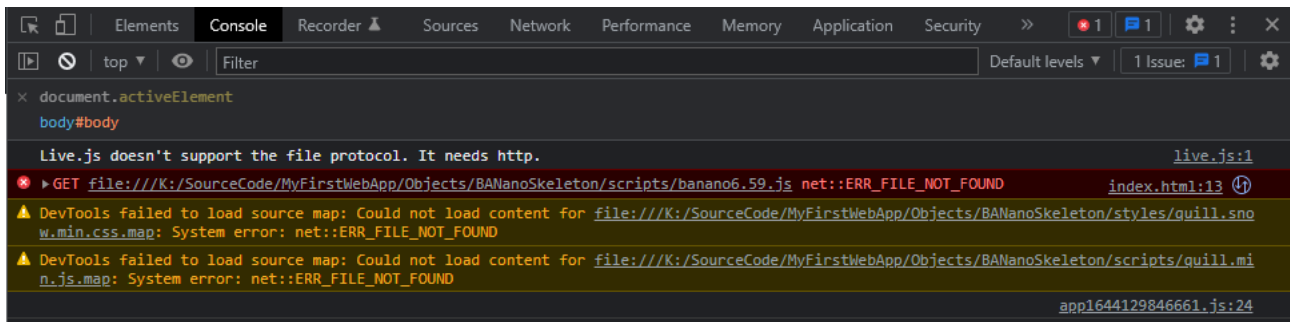 Elements Console Recorder Sources Network Performance Memory Application Security » 1 1
top ▼ Filter Default levels ▼ 1 Issue: 1
× document.activeElement
body#body
Live.js doesn't support the file protocol. It needs http. live.js:1
▶GET file:///K:/SourceCode/MyFirstWebApp/Objects/BANanoSkeleton/scripts/banano6.59.js net::ERR_FILE_NOT_FOUND index.html:13
DevTools failed to load source map: Could not load content for file:///K:/SourceCode/MyFirstWebApp/Objects/BANanoSkeleton/styles/quill.sno
w.min.css.map: System error: net::ERR_FILE_NOT_FOUND
DevTools failed to load source map: Could not load content for file:///K:/SourceCode/MyFirstWebApp/Objects/BANanoSkeleton/scripts/quill.mi
n.js.map: System error: net::ERR_FILE_NOT_FOUND
app1644129846661.js:24